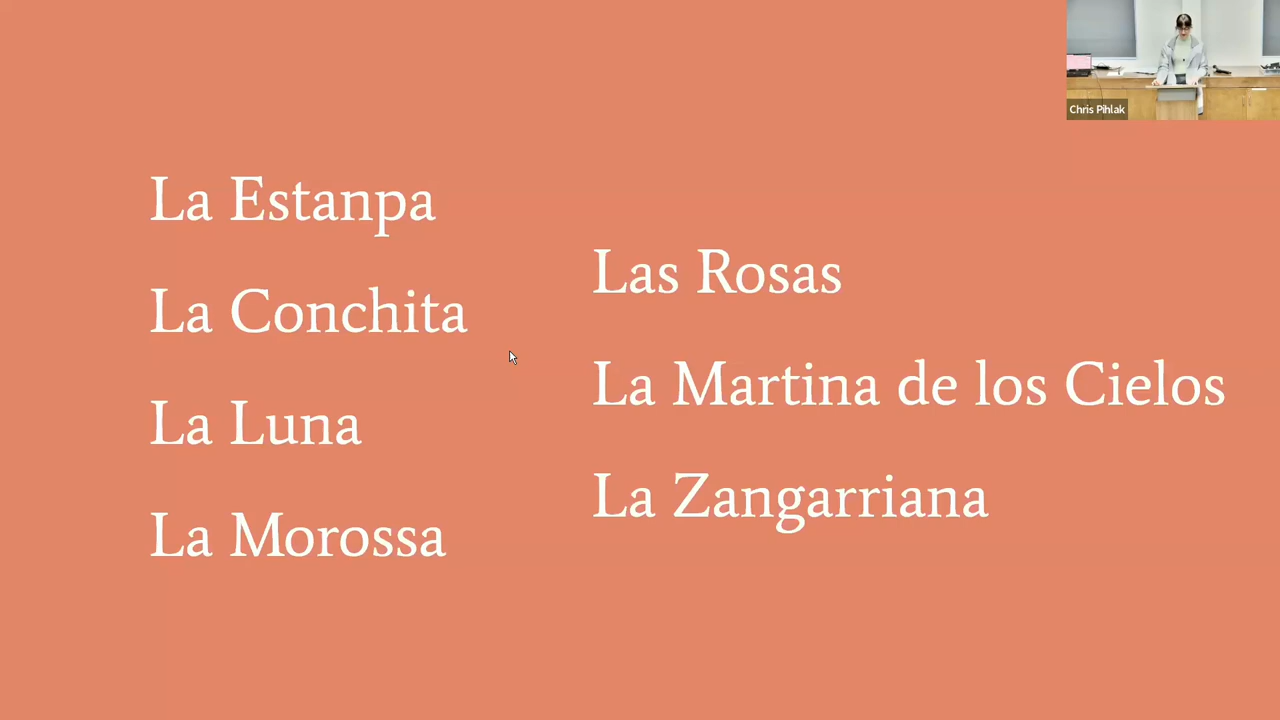 Chris Pihlak
La Estanpa
La Conchita
La Luna
La Morossa
Las Rosas
La Martina de los Cielos
La Zangarriana